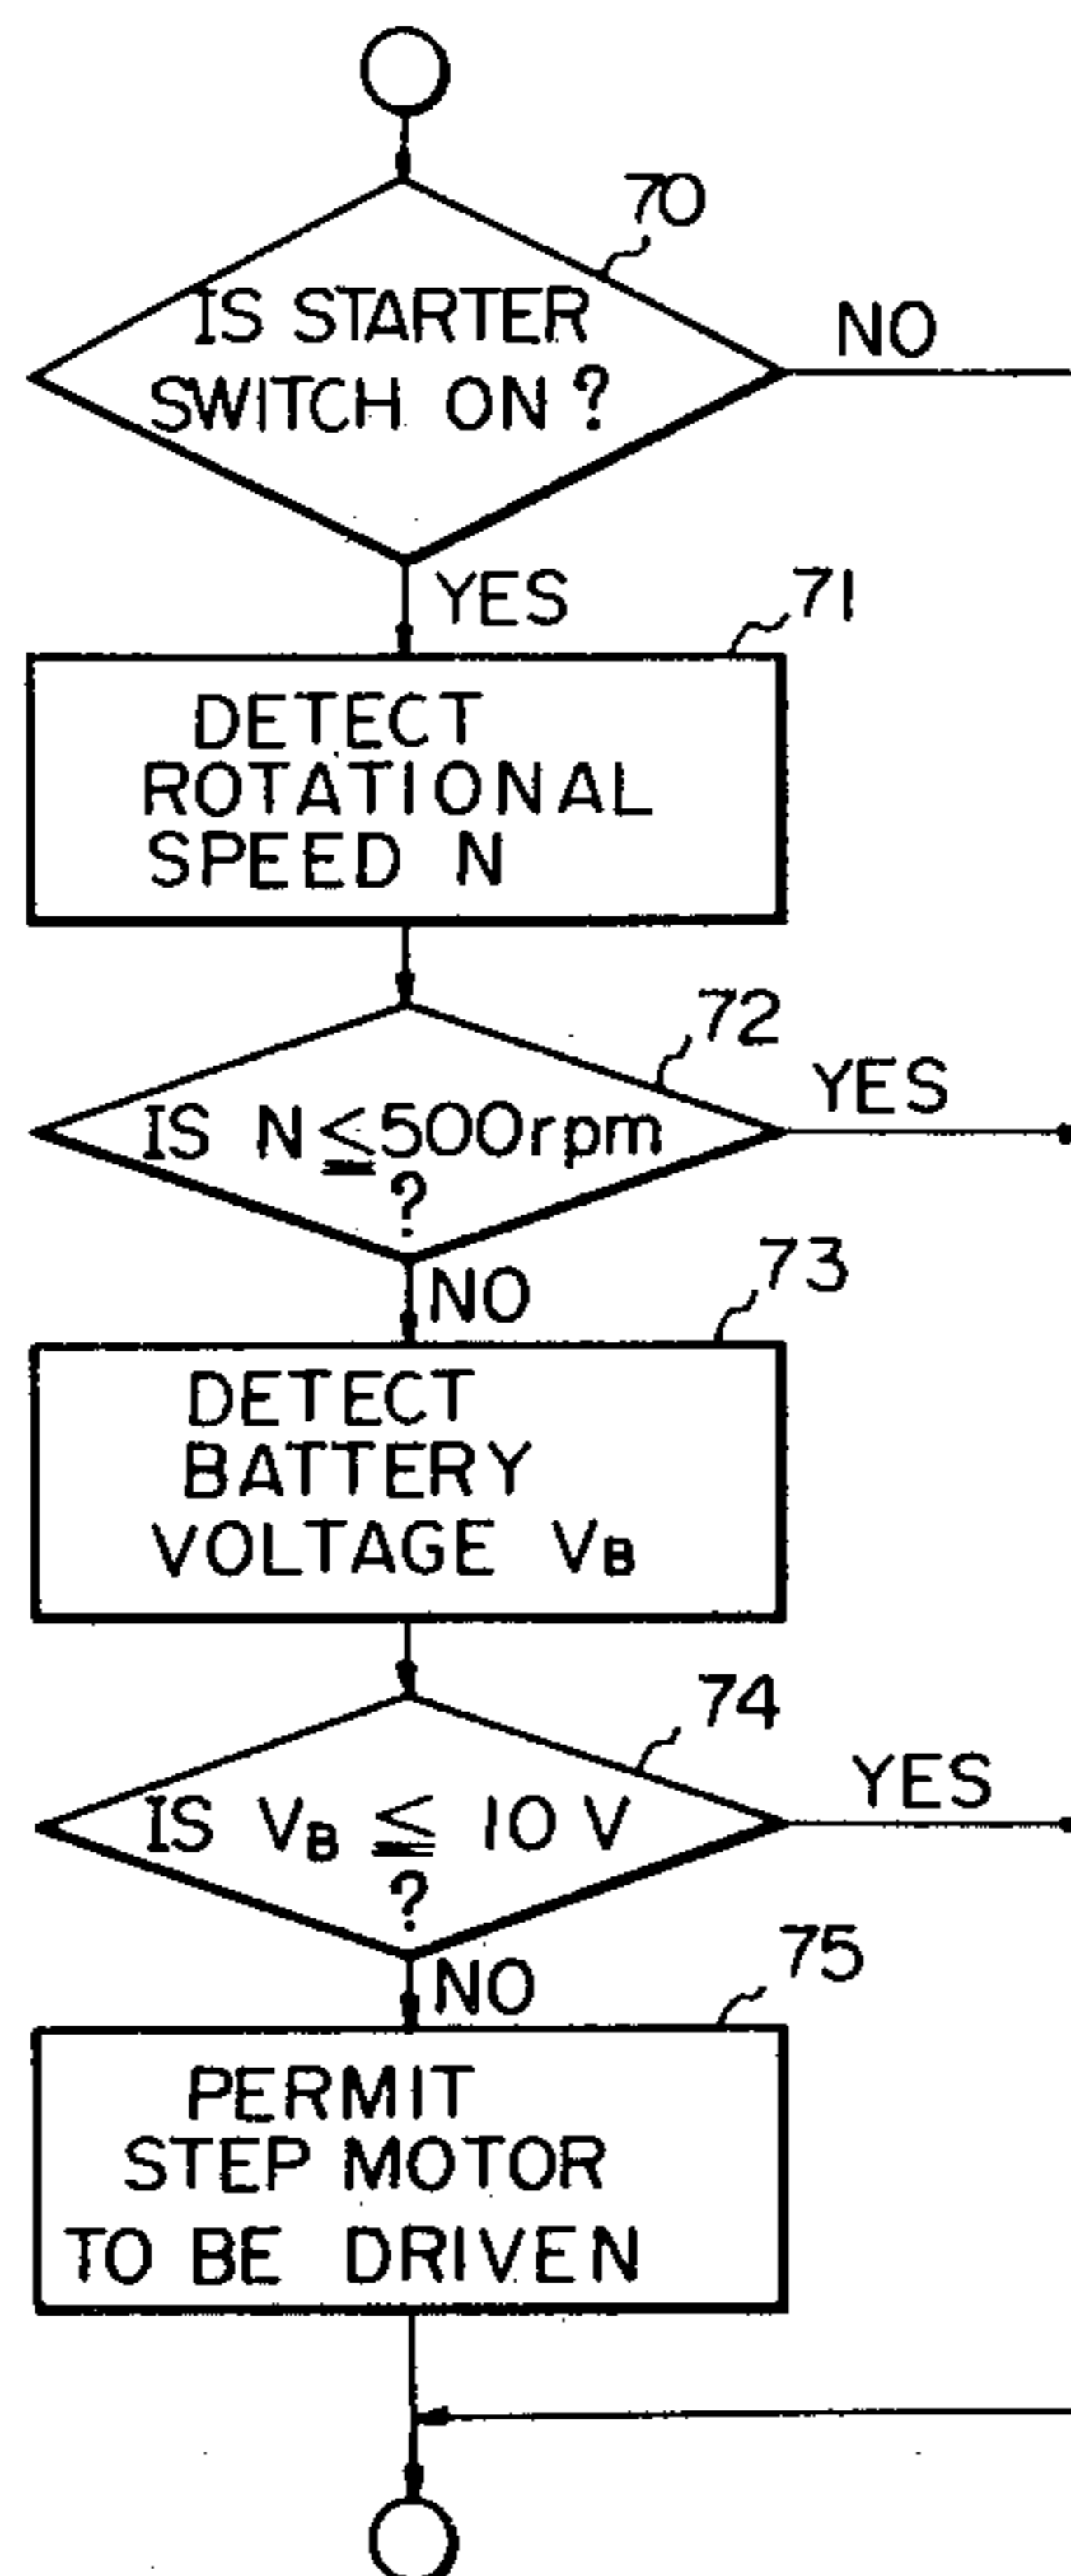 70
IS STARTER
SWITCH ON ?
NO
YES
71
DETECT
ROTATIONAL
SPEED N
72
IS N ≦ 500rpm
?
YES
NO
73
DETECT
BATTERY
VOLTAGE VB
74
IS VB ≦ 10 V
?
YES
NO
75
PERMIT
STEP MOTOR
TO BE DRIVEN